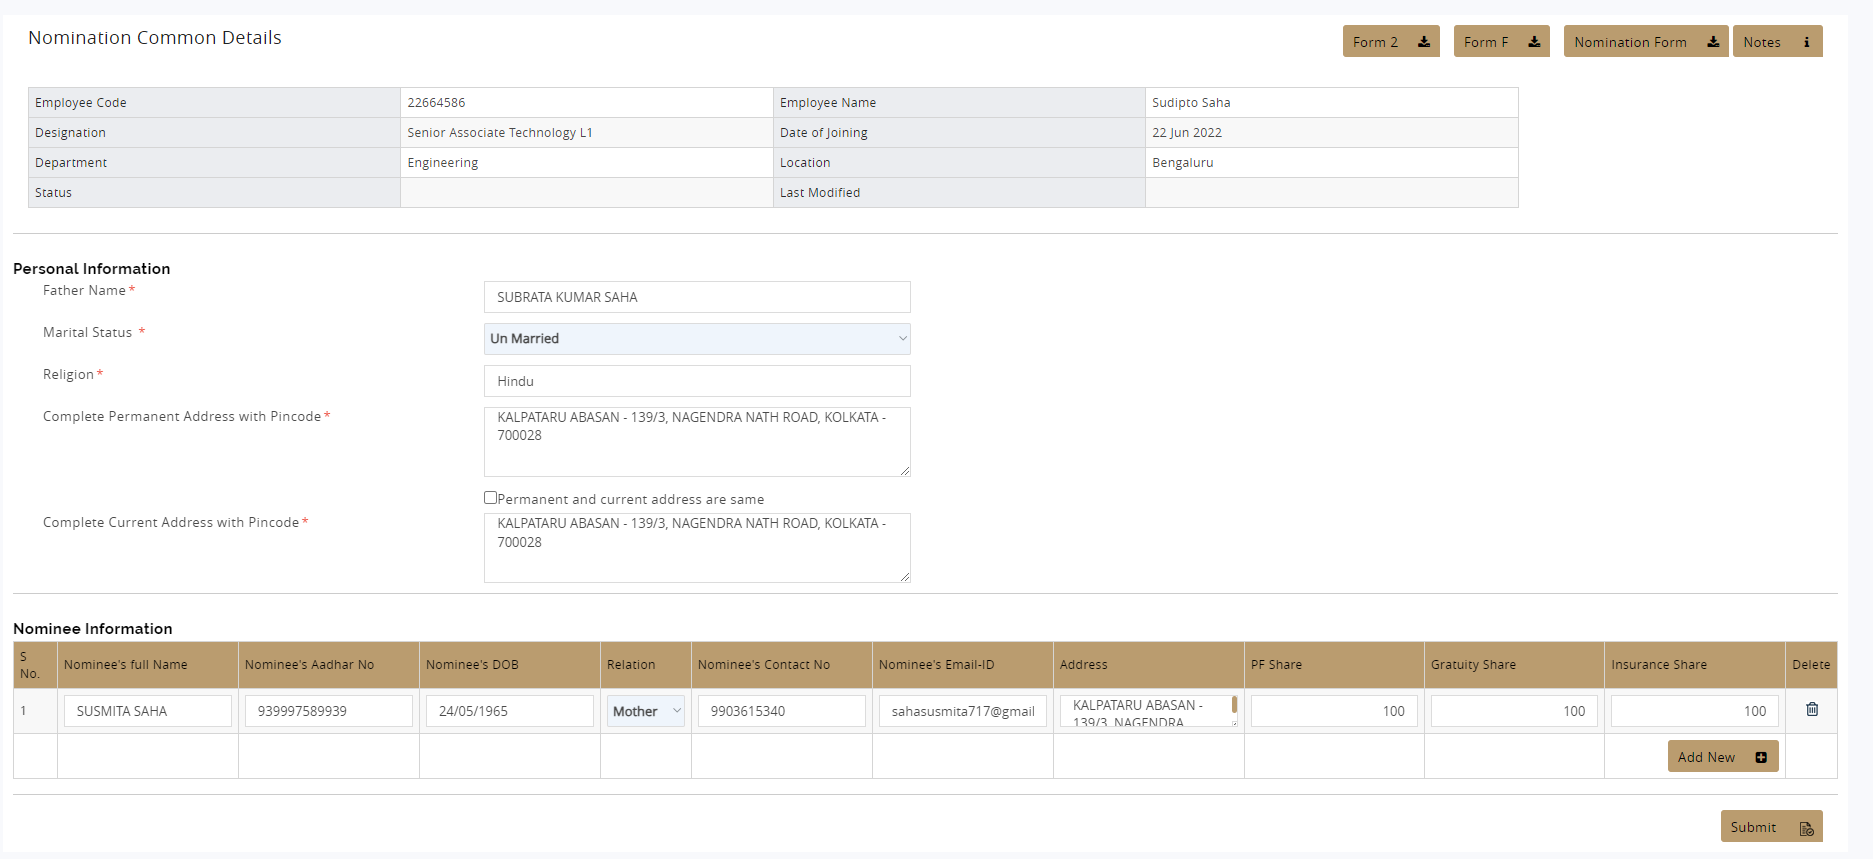 Nomination Common Details
Form 2
Form F
Nomination Form
Notes
Employee Code 22664586 Employee Name Sudipto Saha
Designation Senior Associate Technology L1 Date of Joining 22 Jun 2022
Department Engineering Location Bengaluru
Status Last Modified
Personal Information
Father Name* SUBRATA KUMAR SAHA
Marital Status * Un Married
Religion* Hindu
Complete Permanent Address with Pincode* KALPATARU ABASAN - 139/3, NAGENDRA NATH ROAD, KOLKATA -
700028
Permanent and current address are same
Complete Current Address with Pincode* KALPATARU ABASAN - 139/3, NAGENDRA NATH ROAD, KOLKATA -
700028
Nominee Information
S No. Nominee's full Name Nominee's Aadhar No Nominee's DOB Relation Nominee's Contact No Nominee's Email-ID Address PF Share Gratuity Share Insurance Share Delete
1 SUSMITA SAHA 939997589939 24/05/1965 Mother 9903615340 sahasusmita717@gmail KALPATARU ABASAN - 100 100 100
139/3, NAGENDRA
Add New
Submit